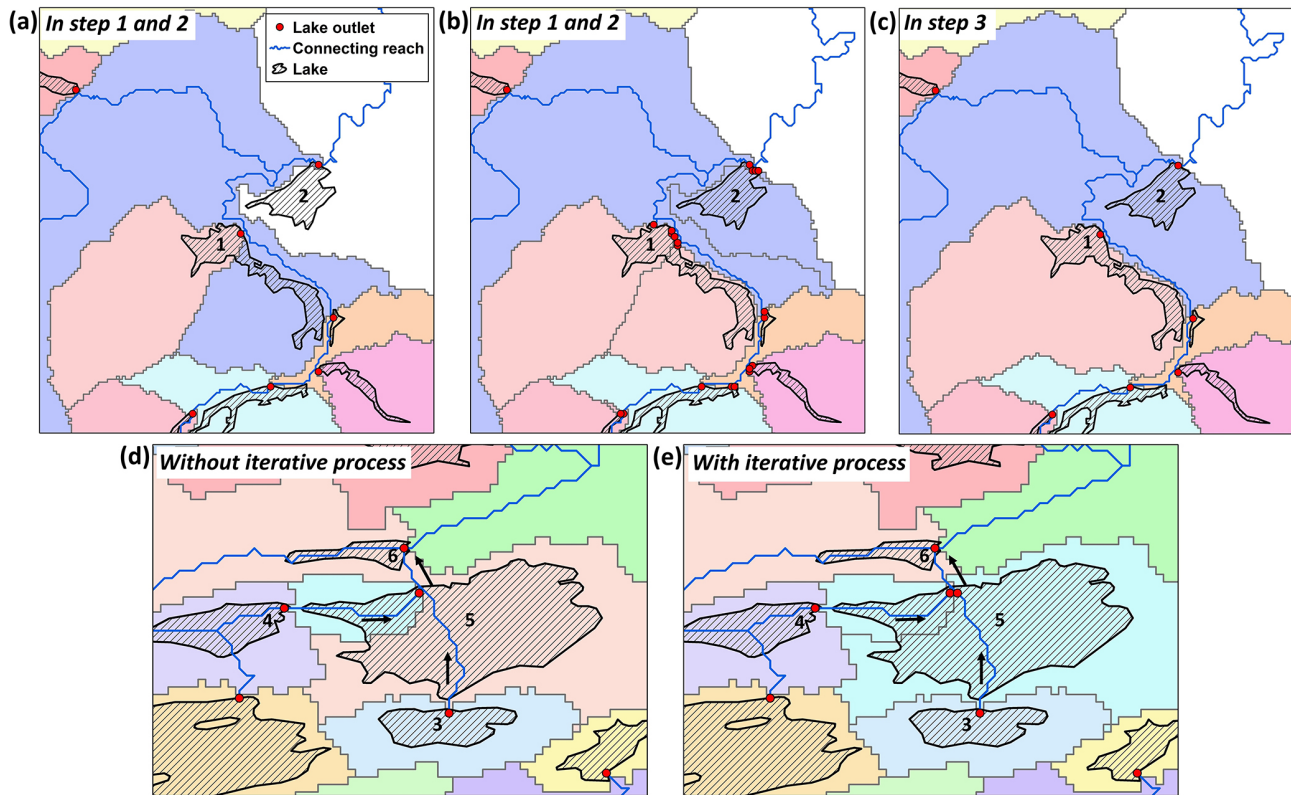 (a) In step 1 and 2
Lake outlet
Connecting reach
Lake
1
2
(b) In step 1 and 2
1
2
(c) In step 3
1
2
(d) Without iterative process
6
4
5
3
(e) With iterative process
6
4
5
3